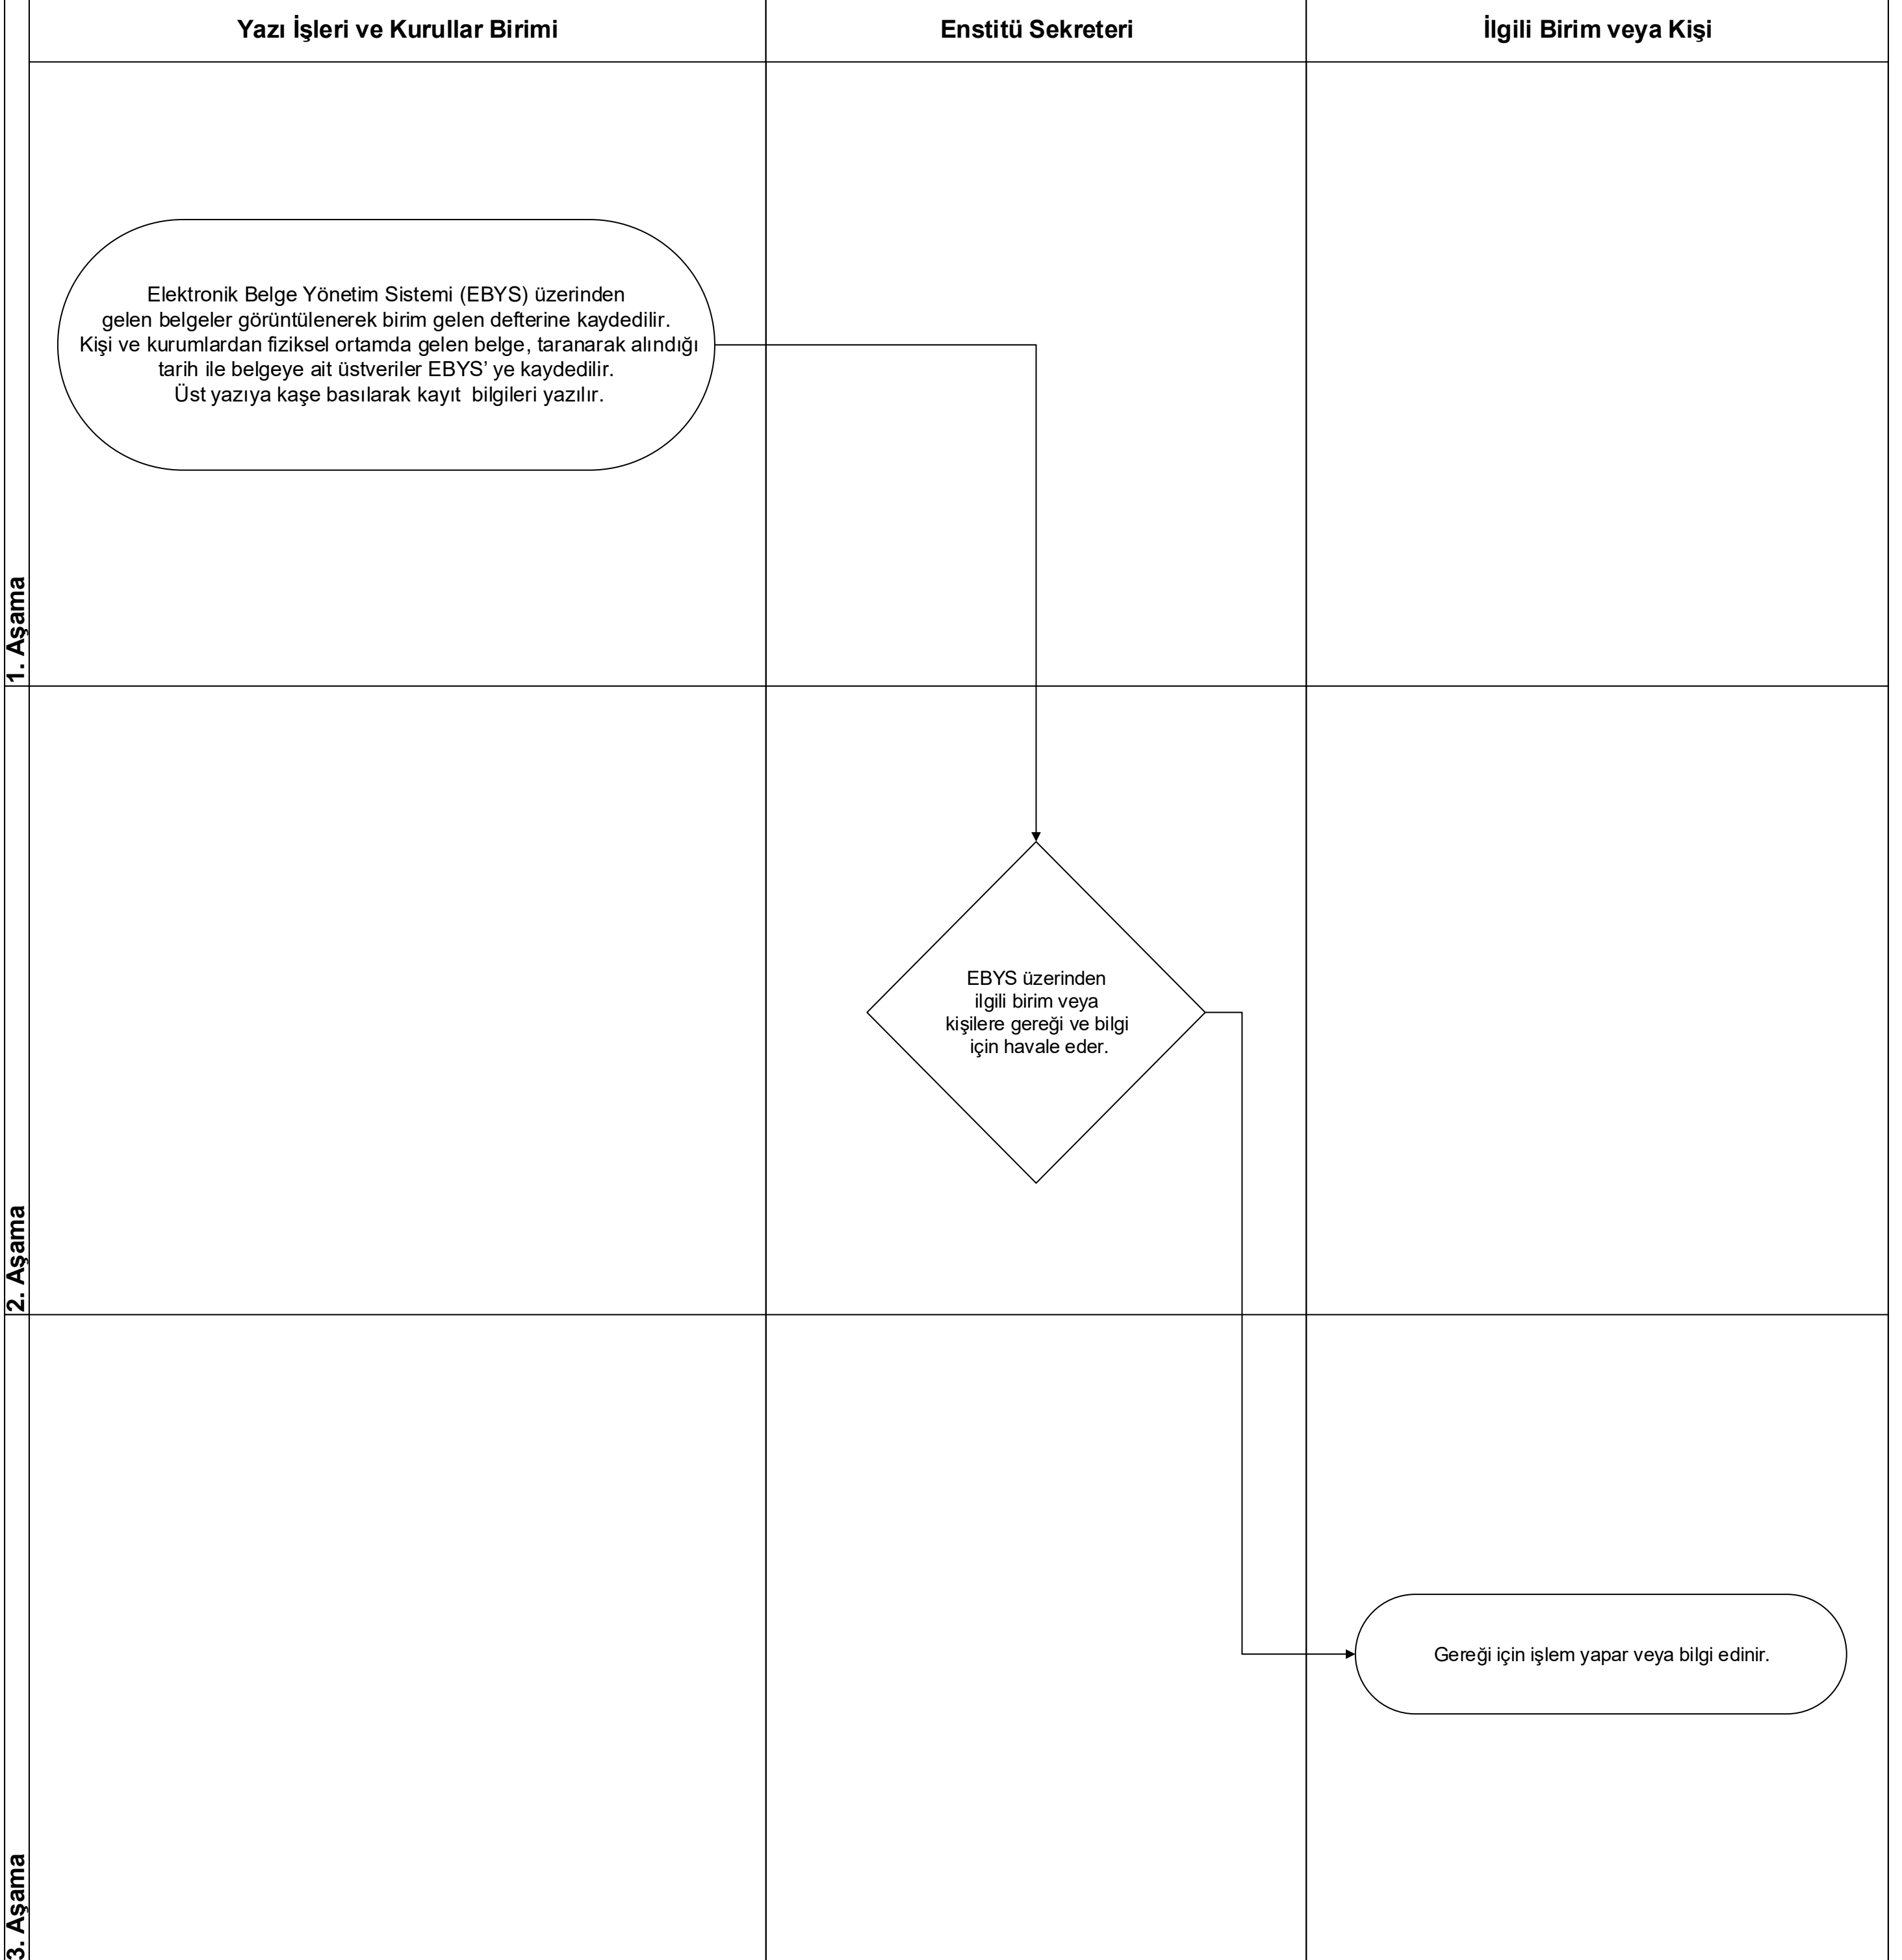 Yazı İşleri ve Kurullar Birimi
Enstitü Sekreteri
İlgili Birim veya Kişi
1. Aşama
Elektronik Belge Yönetim Sistemi (EBYS) üzerinden
gelen belgeler görüntülenerek birim gelen defterine kaydedilir.
Kişi ve kurumlardan fiziksel ortamda gelen belge, taranarak alındığı
tarih ile belgeye ait üstveriler EBYS’ ye kaydedilir.
Üst yazıya kaşe basılarak kayıt  bilgileri yazılır.
2. Aşama
EBYS üzerinden
ilgili birim veya
kişilere gereği ve bilgi
için havale eder.
3. Aşama
Gereği için işlem yapar veya bilgi edinir.